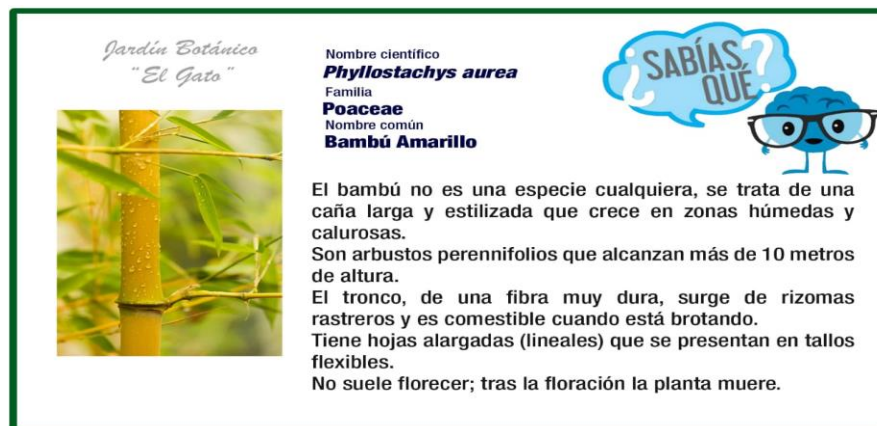 Jardín Botánico
"El Gato"
Nombre científico
Phyllostachys aurea
Familia
Poaceae
Nombre común
Bambú Amarillo
¿SABÍAS
QUÉ?
El bambú no es una especie cualquiera, se trata de una
caña larga y estilizada que crece en zonas húmedas y
calurosas.
Son arbustos perennifolios que alcanzan más de 10 metros
de altura.
El tronco, de una fibra muy dura, surge de rizomas
rastreros y es comestible cuando está brotando.
Tiene hojas alargadas (lineales) que se presentan en tallos
flexibles.
No suele florecer; tras la floración la planta muere.